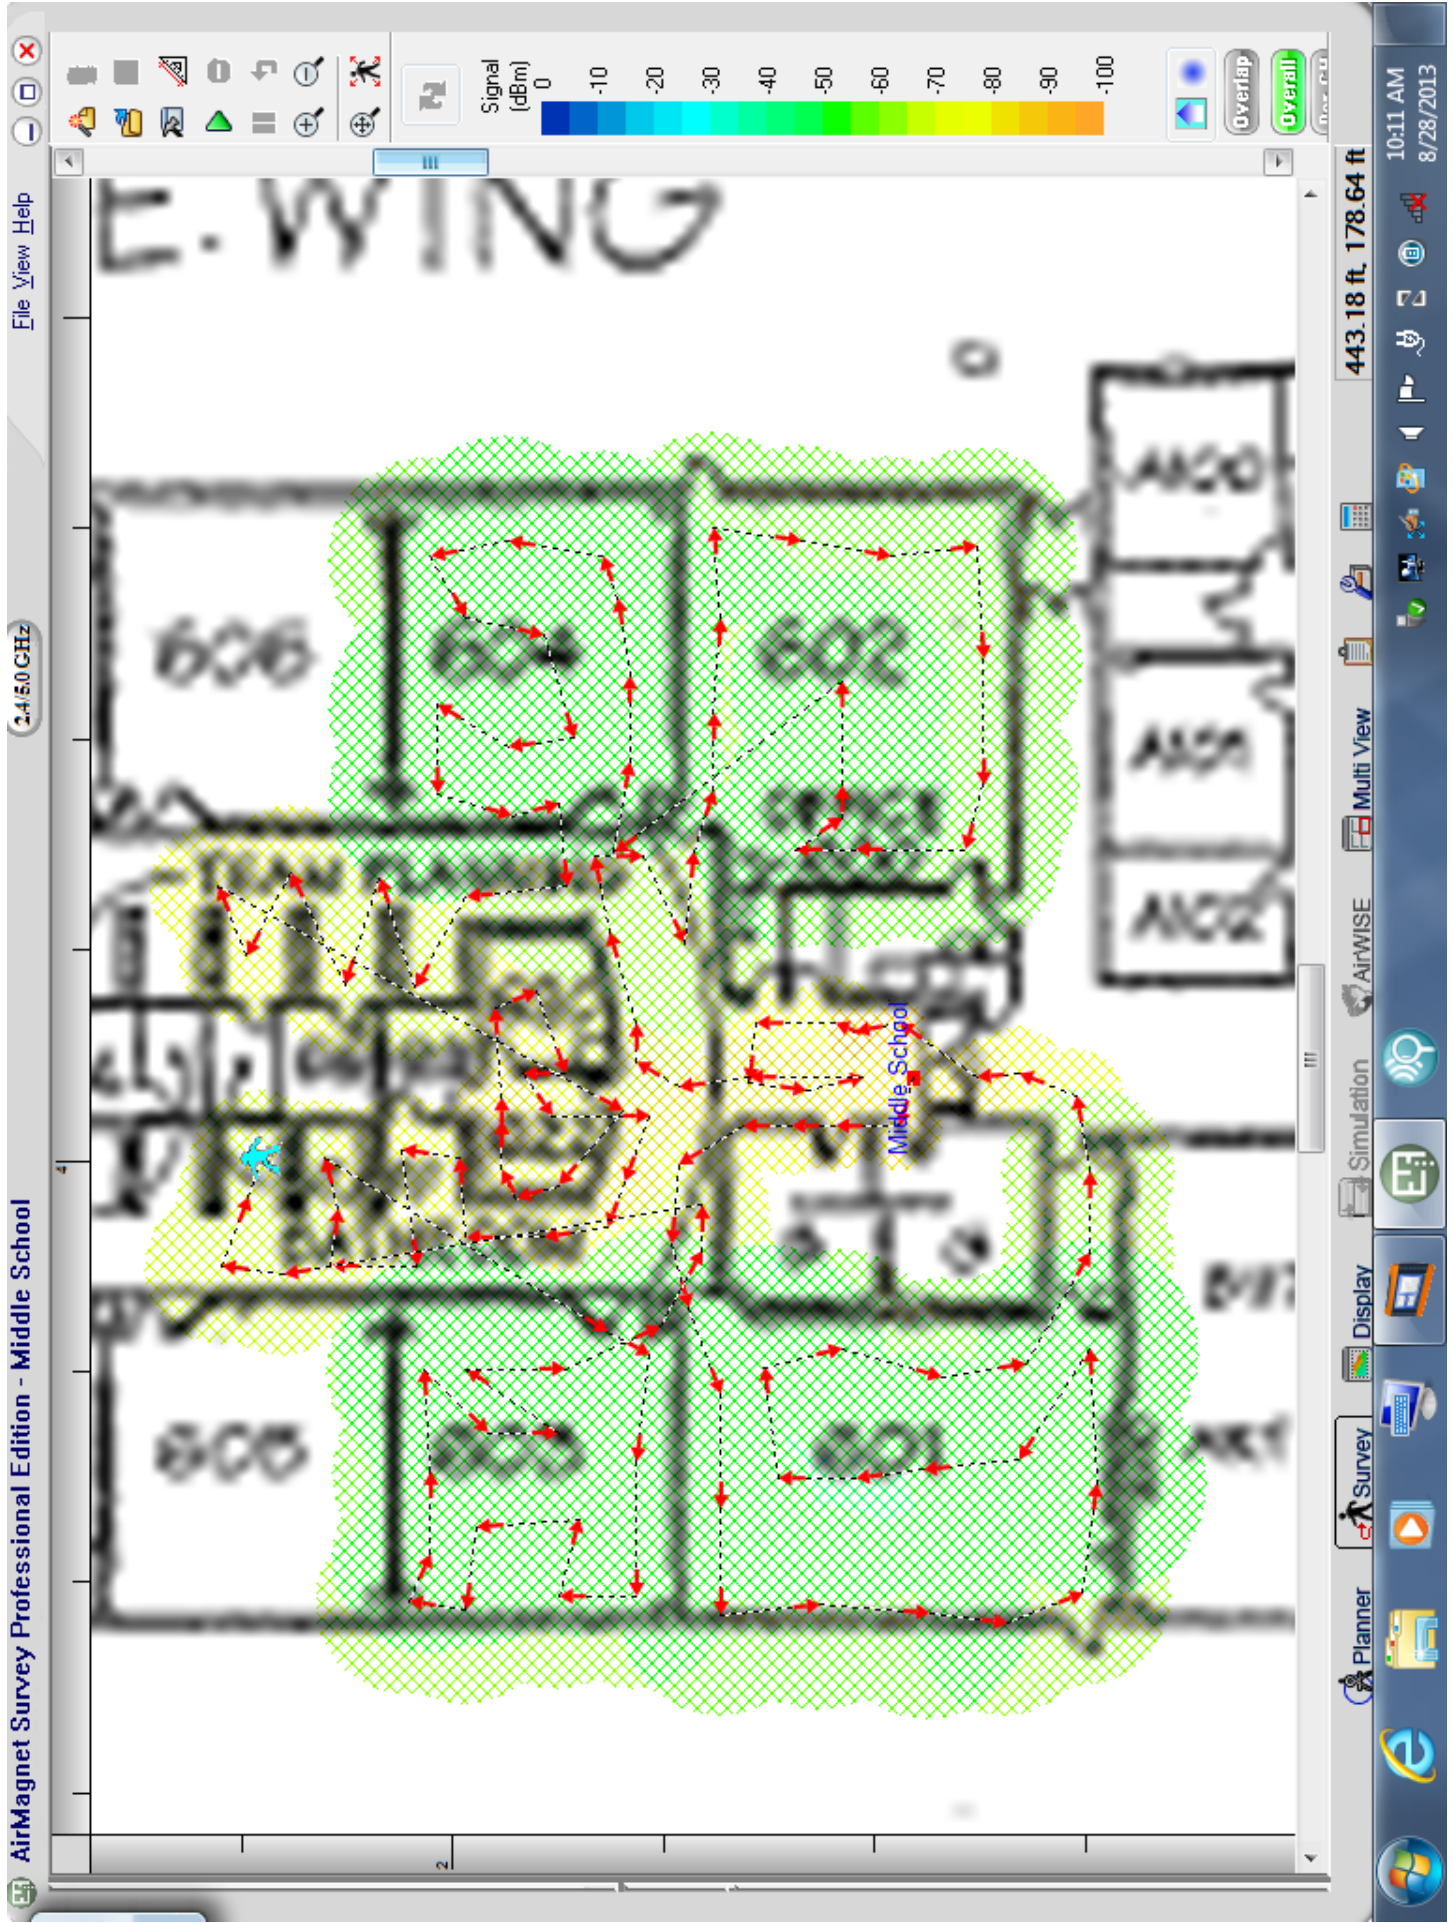 AirMagnet Survey Professional Edition - Middle School
2.4/5.0 GHz
File View Help
Signal
(dBm)
0
-10
-20
-30
-40
-50
-60
-70
-80
-90
-100
Overlap
Overall
4
2
E. WING
606
604
602
605
603
601
A100
A101
A102
ART
Middle School
443.18 ft, 178.64 ft
Planner
Survey
Display
Simulation
AirWISE
Multi View
10:11 AM
8/28/2013